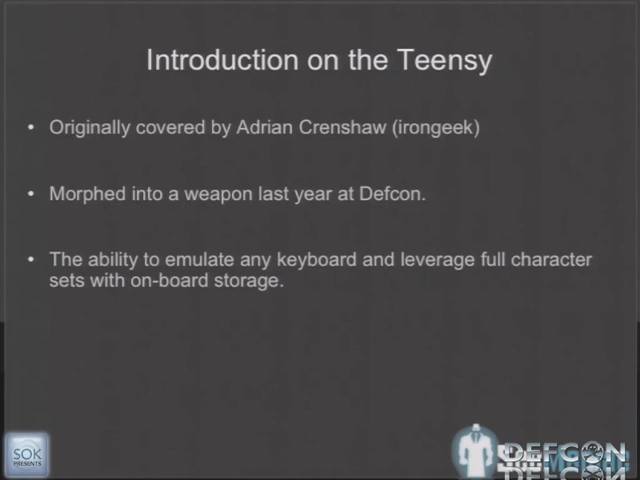 Introduction on the Teensy
• Originally covered by Adrian Crenshaw (irongeek)
• Morphed into a weapon last year at Defcon.
• The ability to emulate any keyboard and leverage full character
sets with on-board storage.
SOK
PRESENTS
DEFCON